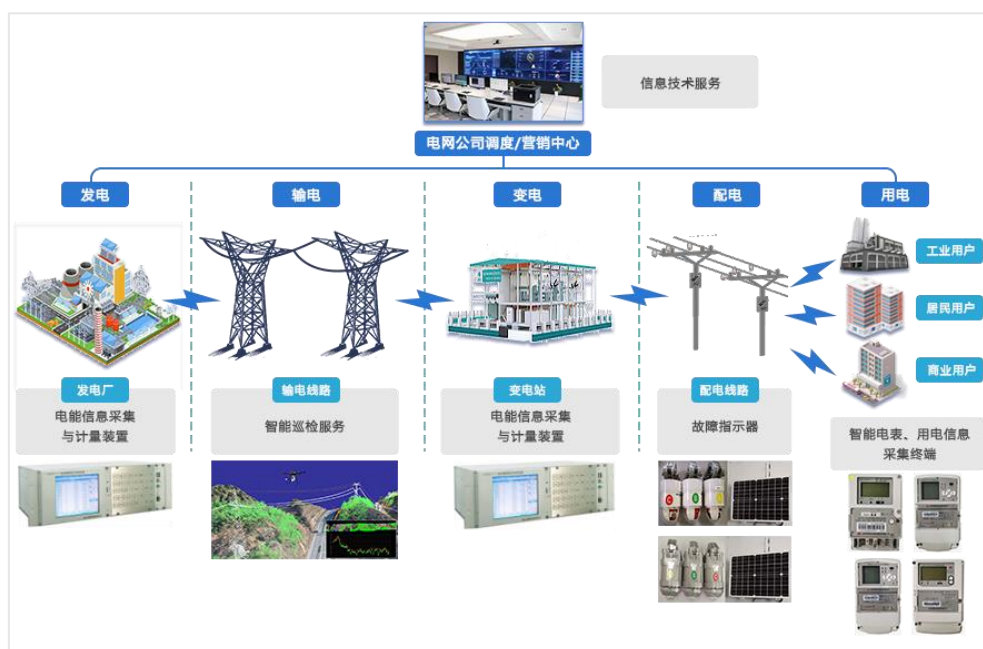 信息技术服务
电网公司调度/营销中心
发电
输电
变电
配电
用电
工业用户
居民用户
商业用户
发电厂
电能信息采集
与计量装置
输电线路
智能巡检服务
变电站
电能信息采集
与计量装置
配电线路
故障指示器
智能电表、用电信息
采集终端